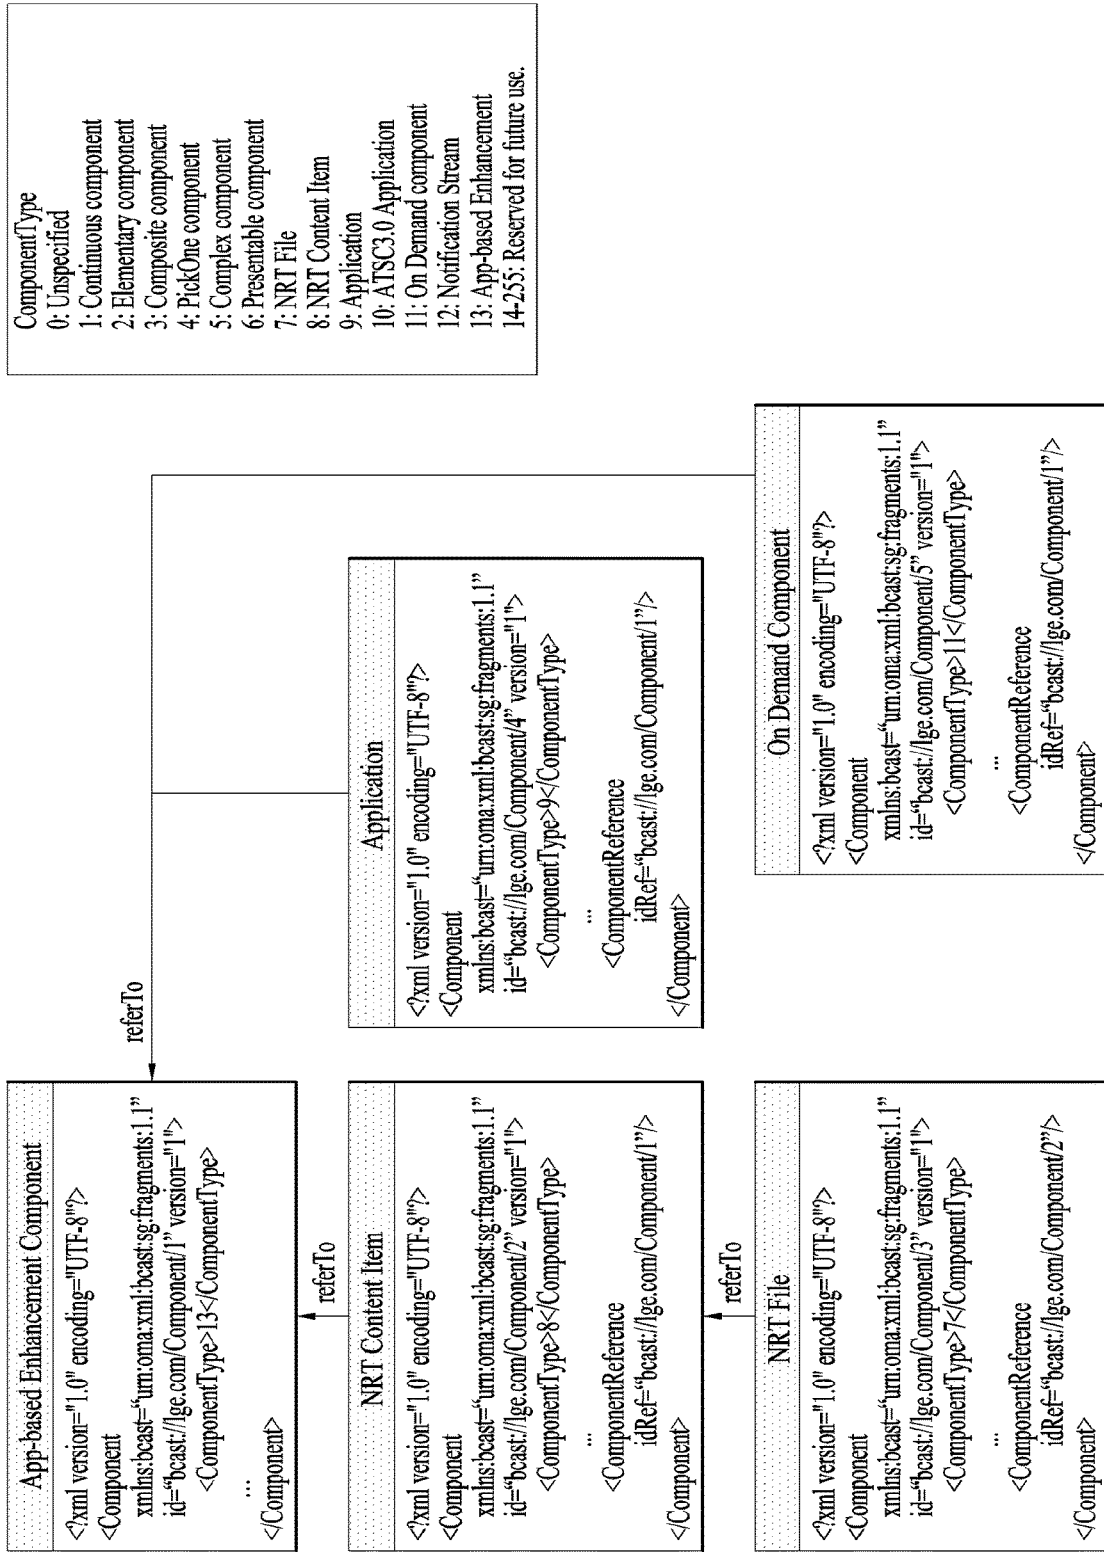 App-based Enhancement Component
<?xml version="1.0" encoding="UTF-8"?>
<Component
xmlns:bcast=“urn:oma:xml:bcast:sg:fragments:1.1”
id=“bcast://lge.com/Component/1” version="1">
<ComponentType>13</ComponentType>
...
</Component>
referTo
ComponentType
0: Unspecified
1: Continuous component
2: Elementary component
3: Composite component
4: PickOne component
5: Complex component
6: Presentable component
7: NRT File
8: NRT Content Item
9: Application
10: ATSC3.0 Application
11: On Demand component
12: Notification Stream
13: App-based Enhancement
14-255: Reserved for future use.
referTo
NRT Content Item
<?xml version="1.0" encoding="UTF-8"?>
<Component
xmlns:bcast=“urn:oma:xml:bcast:sg:fragments:1.1”
id=“bcast://lge.com/Component/2” version="1">
<ComponentType>8</ComponentType>
...
<ComponentReference
idRef=“bcast://lge.com/Component/1”/>
</Component>
Application
<?xml version="1.0" encoding="UTF-8"?>
<Component
xmlns:bcast=“urn:oma:xml:bcast:sg:fragments:1.1”
id=“bcast://lge.com/Component/4” version="1">
<ComponentType>9</ComponentType>
...
<ComponentReference
idRef=“bcast://lge.com/Component/1”/>
</Component>
referTo
NRT File
<?xml version="1.0" encoding="UTF-8"?>
<Component
xmlns:bcast=“urn:oma:xml:bcast:sg:fragments:1.1”
id=“bcast://lge.com/Component/3” version="1">
<ComponentType>7</ComponentType>
...
<ComponentReference
idRef=“bcast://lge.com/Component/2”/>
</Component>
On Demand Component
<?xml version="1.0" encoding="UTF-8"?>
<Component
xmlns:bcast=“urn:oma:xml:bcast:sg:fragments:1.1”
id=“bcast://lge.com/Component/5” version="1">
<ComponentType>11</ComponentType>
...
<ComponentReference
idRef=“bcast://lge.com/Component/1”/>
</Component>